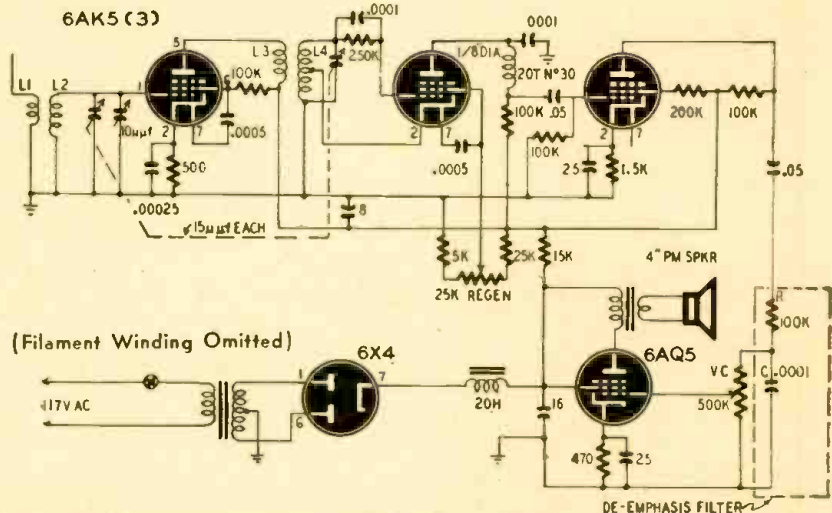 6AK5 (3)
.0001
0001
5
L3
L4
250K
1/8 DIA
20T Nº30
L1
L2
100K
1
6
10µµf
.0005
100K .05
200K
100K
2
7
500
2
7
.0005
100K
2
7
25
1.5K
.05
.00025
15µµf EACH
8
5K
25K
15K
4" PM SPKR
25K REGEN
R
100K
(Filament Winding Omitted)
6X4
6AQ5
117V AC
1
7
6
20H
16
VC
500K
C
.0001
470
25
DE-EMPHASIS FILTER